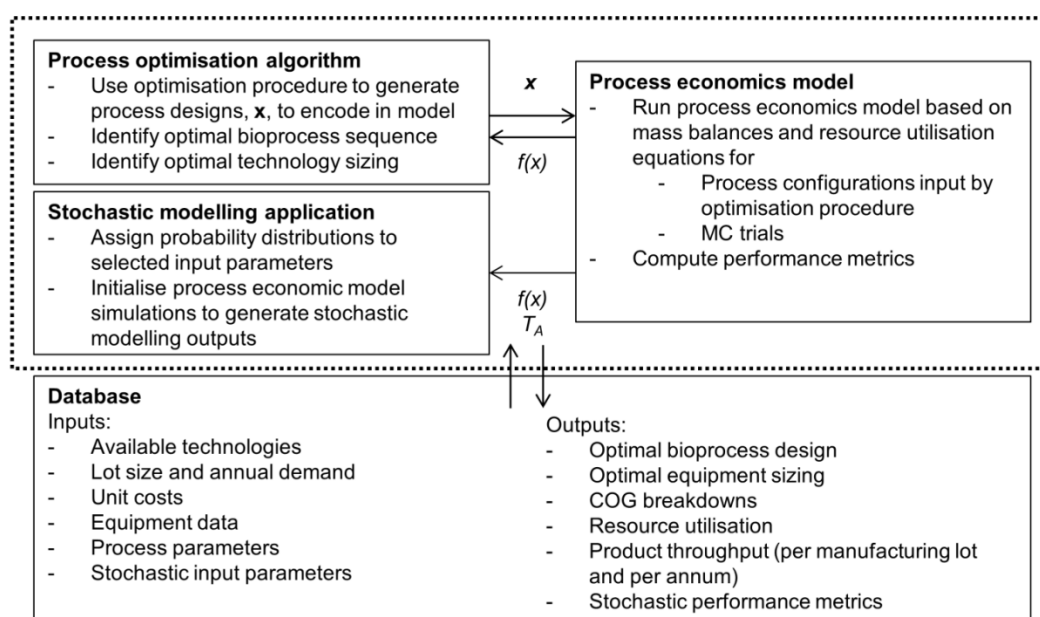 Process optimisation algorithm
- Use optimisation procedure to generate
process designs, x, to encode in model
- Identify optimal bioprocess sequence
- Identify optimal technology sizing
x
f(x)
Process economics model
- Run process economics model based on
mass balances and resource utilisation
equations for
- Process configurations input by
optimisation procedure
- MC trials
- Compute performance metrics
Stochastic modelling application
- Assign probability distributions to
selected input parameters
- Initialise process economic model
simulations to generate stochastic
modelling outputs
f(x)
T_A
Database
Inputs:
- Available technologies
- Lot size and annual demand
- Unit costs
- Equipment data
- Process parameters
- Stochastic input parameters
Outputs:
- Optimal bioprocess design
- Optimal equipment sizing
- COG breakdowns
- Resource utilisation
- Product throughput (per manufacturing lot
and per annum)
- Stochastic performance metrics